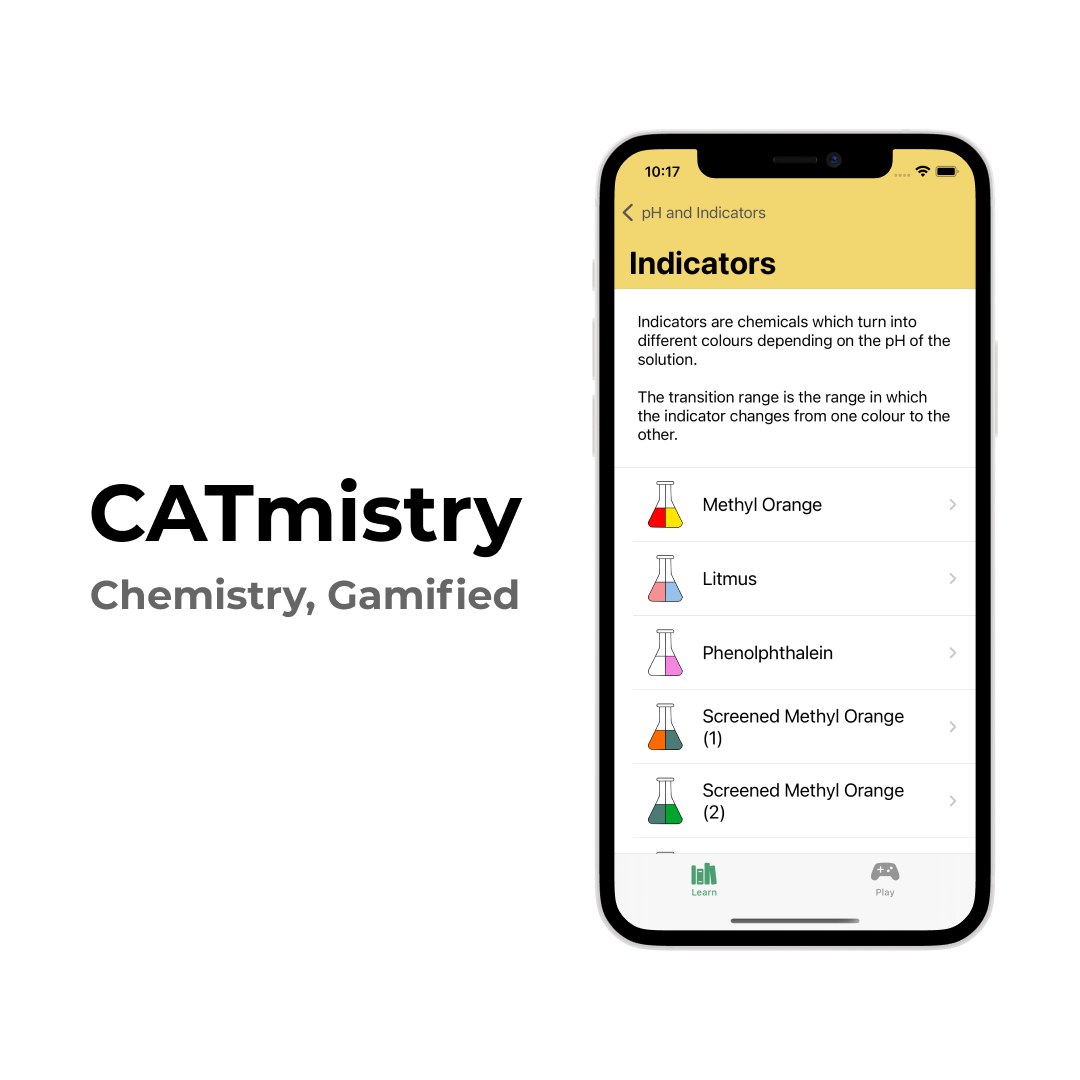 CATmistry
Chemistry, Gamified
10:17
pH and Indicators
Indicators
Indicators are chemicals which turn into
different colours depending on the pH of the
solution.
The transition range is the range in which
the indicator changes from one colour to the
other.
Methyl Orange
Litmus
Phenolphthalein
Screened Methyl Orange
(1)
Screened Methyl Orange
(2)
Learn
Play